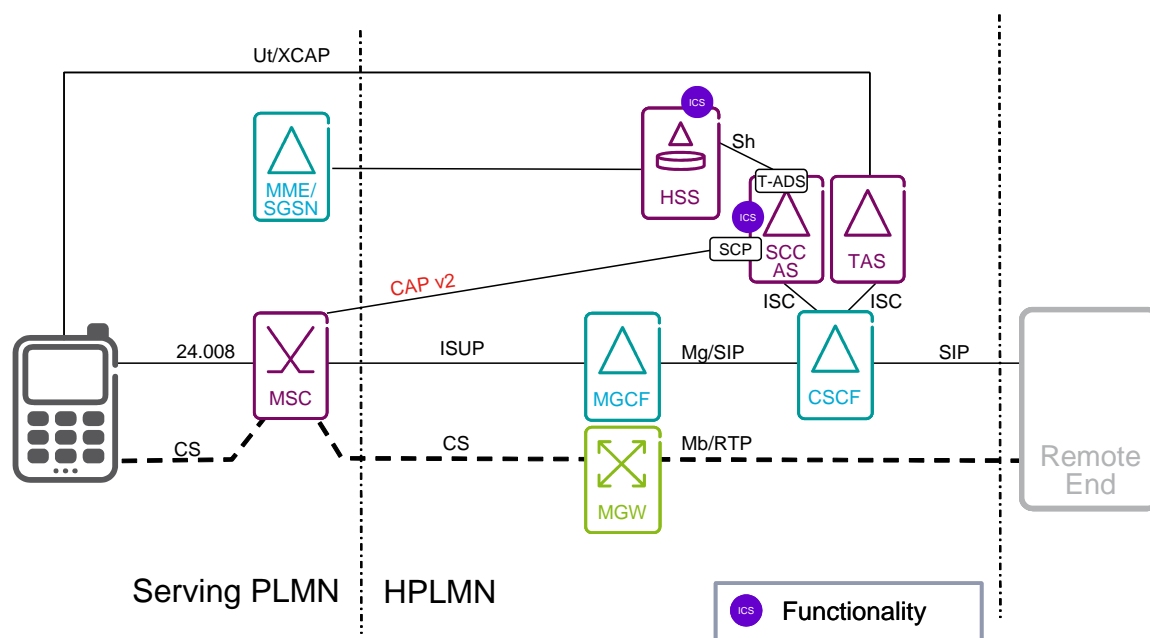 Ut/XCAP
ICS
Sh
MME/
SGSN
HSS
T-ADS
ICS
SCP
SCC
AS
TAS
CAP v2
ISC
ISC
24.008
ISUP
Mg/SIP
SIP
MSC
MGCF
CSCF
CS
CS
Mb/RTP
Remote
End
MGW
Serving PLMN
HPLMN
ICS
Functionality